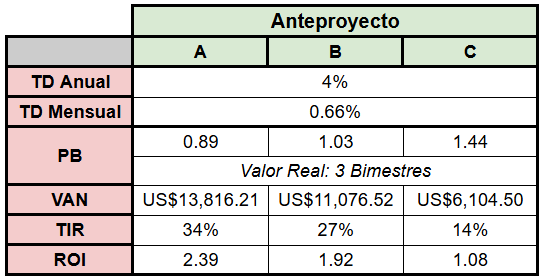 Anteproyecto
A B C
TD Anual 4%
TD Mensual 0.66%
PB 0.89 1.03 1.44
Valor Real: 3 Bimestres
VAN US$13,816.21 US$11,076.52 US$6,104.50
TIR 34% 27% 14%
ROI 2.39 1.92 1.08